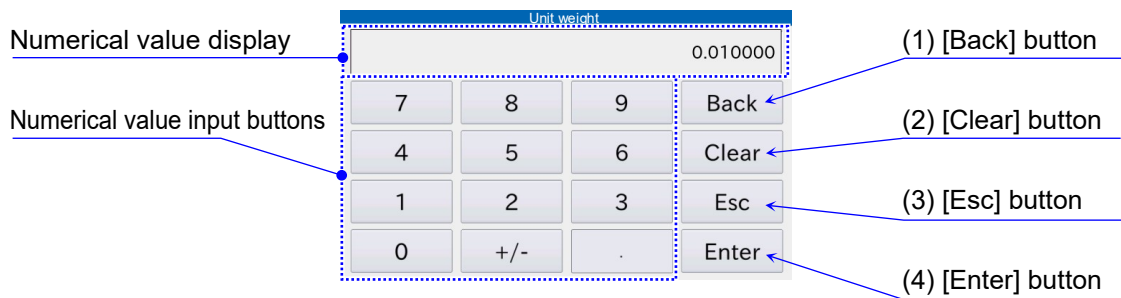 Unit weight
Numerical value display
0.010000
(1) [Back] button
7 8 9 Back
Numerical value input buttons
(2) [Clear] button
4 5 6 Clear
1 2 3 Esc
(3) [Esc] button
0 +/- . Enter
(4) [Enter] button